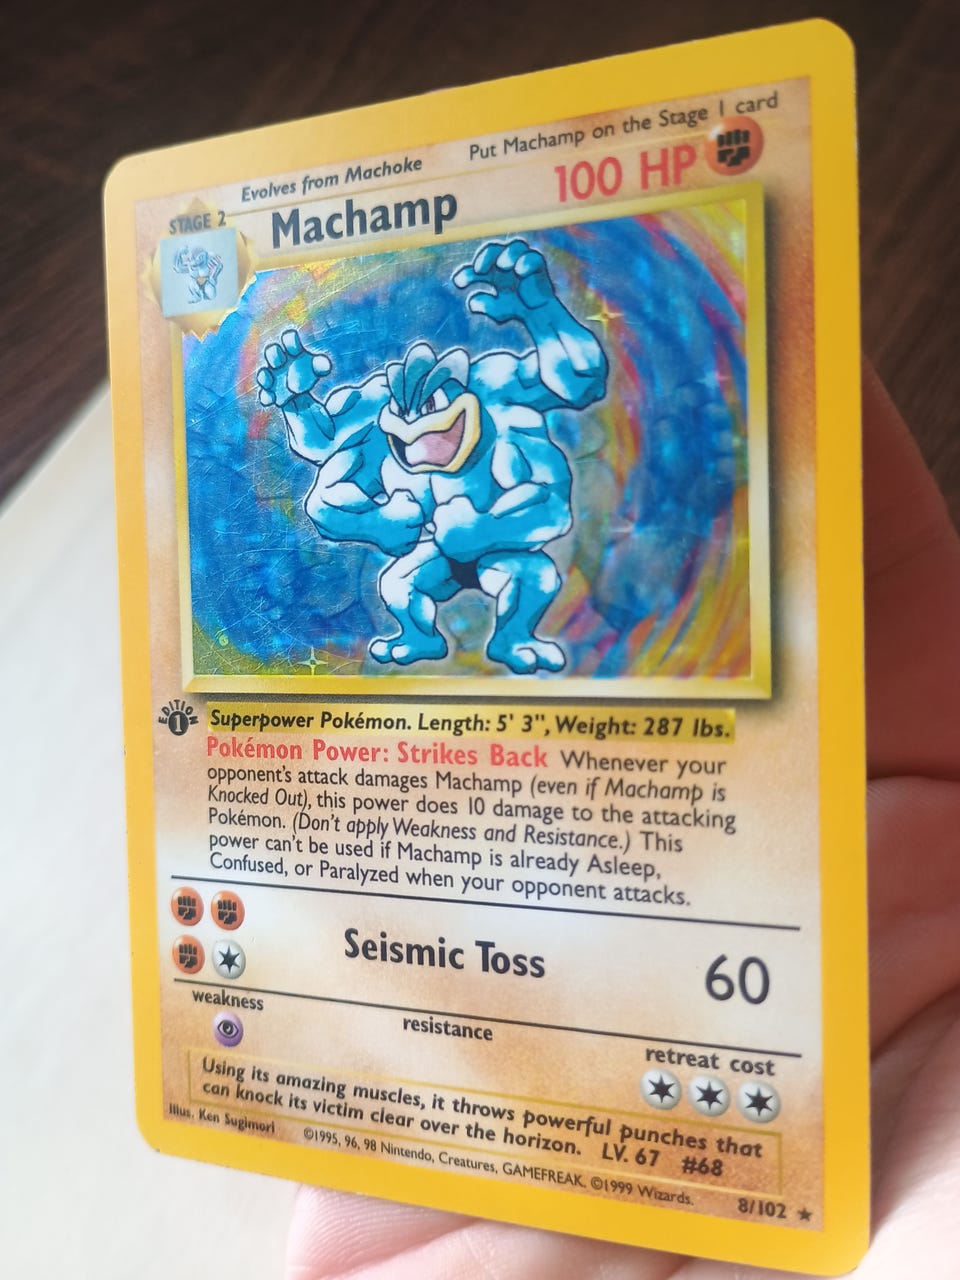 Evolves from Machoke
Put Machamp on the Stage 1 card
STAGE 2
Machamp
100 HP
EDITION
1
Superpower Pokémon. Length: 5' 3", Weight: 287 lbs.
Pokémon Power: Strikes Back Whenever your
opponent's attack damages Machamp (even if Machamp is
Knocked Out), this power does 10 damage to the attacking
Pokémon. (Don't apply Weakness and Resistance.) This
power can't be used if Machamp is already Asleep,
Confused, or Paralyzed when your opponent attacks.
Seismic Toss
60
weakness
resistance
retreat cost
Using its amazing muscles, it throws powerful punches that
can knock its victim clear over the horizon. LV. 67 #68
Illus. Ken Sugimori
©1995, 96, 98 Nintendo, Creatures, GAMEFREAK. ©1999 Wizards.
8/102 ★